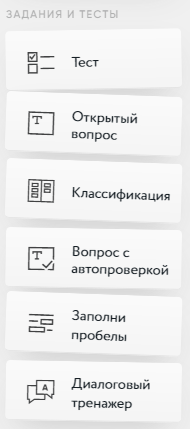 ЗАДАНИЯ И ТЕСТЫ
Тест
T
Открытый
вопрос
Классификация
T
Вопрос с
автопроверкой
Заполни
пробелы
A
Диалоговый
тренажер